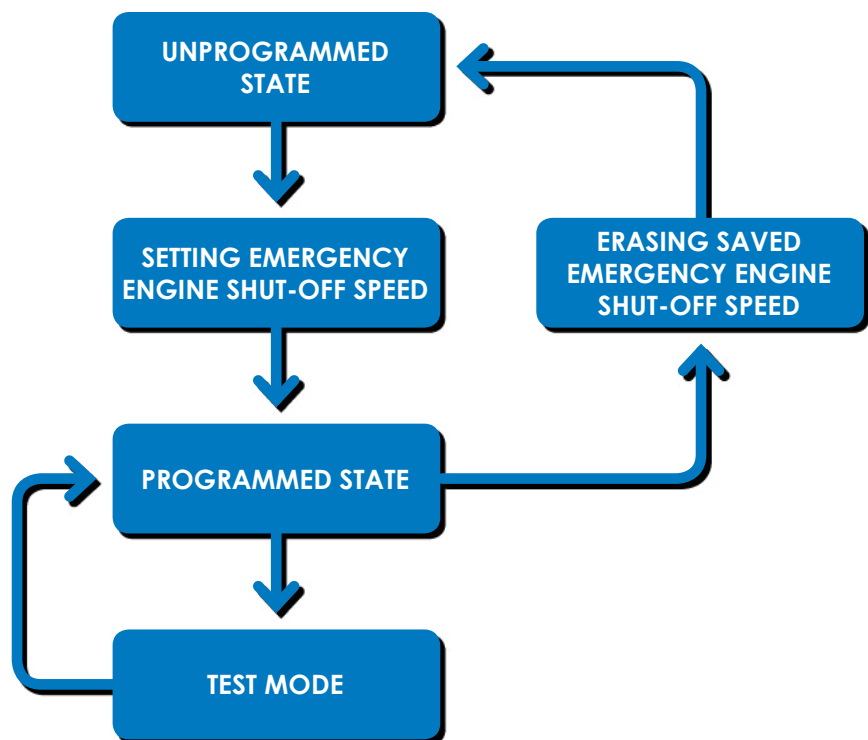 UNPROGRAMMED
STATE
SETTING EMERGENCY
ENGINE SHUT-OFF SPEED
ERASING SAVED
EMERGENCY ENGINE
SHUT-OFF SPEED
PROGRAMMED STATE
TEST MODE